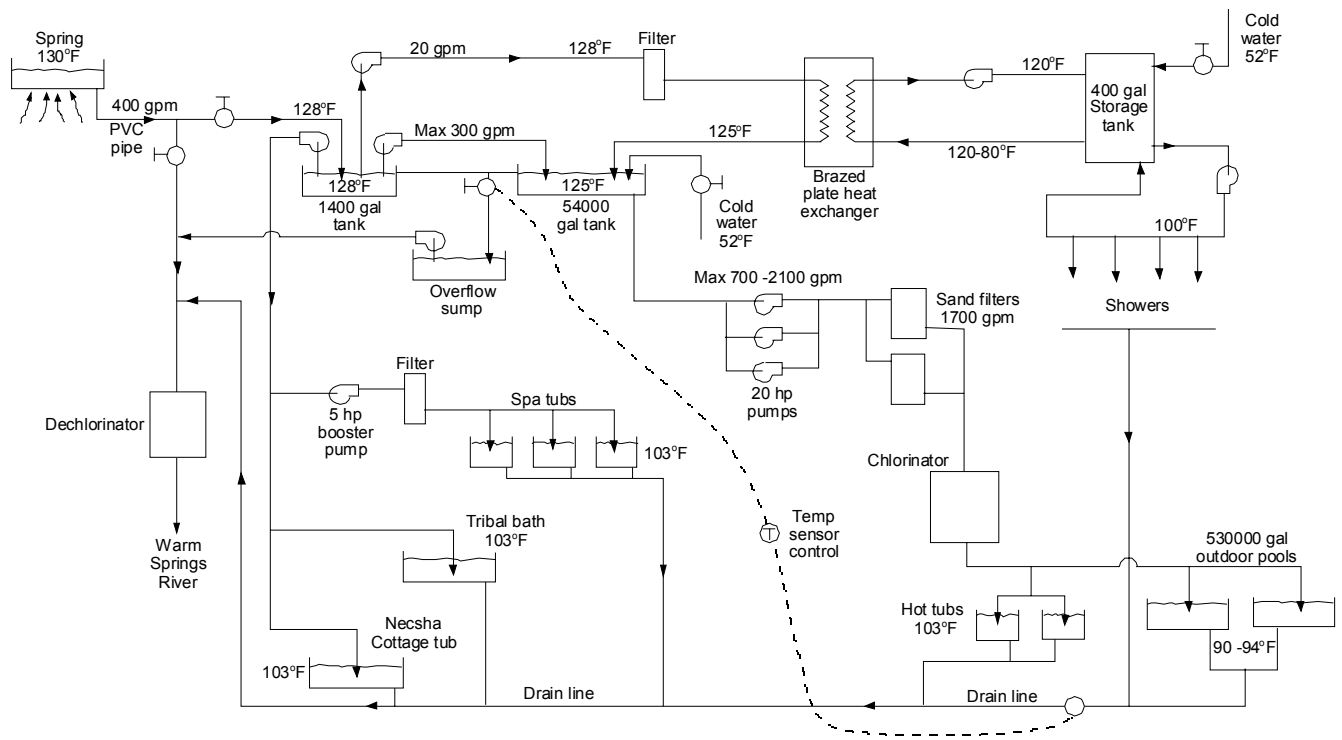 Spring
130°F
400 gpm
PVC
pipe
128°F
20 gpm
128°F
Filter
Max 300 gpm
128°F
1400 gal
tank
125°F
54000
gal tank
125°F
Cold
water
52°F
Brazed
plate heat
exchanger
120°F
120-80°F
400 gal
Storage
tank
Cold
water
52°F
100°F
Showers
Overflow
sump
Max 700 -2100 gpm
20 hp
pumps
Sand filters
1700 gpm
Filter
5 hp
booster
pump
Spa tubs
103°F
Dechlorinator
Warm
Springs
River
Chlorinator
Temp
sensor
control
Tribal bath
103°F
Necsha
Cottage tub
103°F
Hot tubs
103°F
530000 gal
outdoor pools
90 -94°F
Drain line
Drain line
T